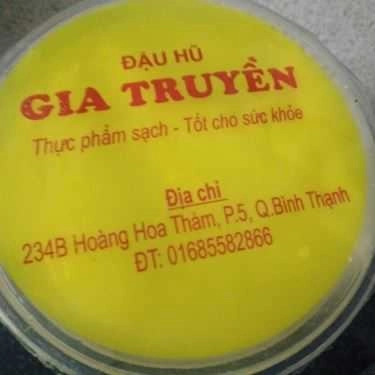 ĐẬU HŨ
GIA TRUYỀN
Thực phẩm sạch - Tốt cho sức khỏe
Địa chỉ
234B Hoàng Hoa Thám, P.5, Q.Bình Thạnh
ĐT: 01685582866